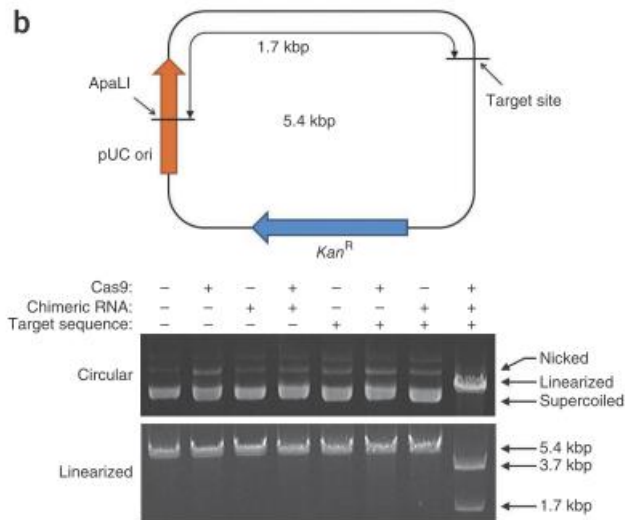 b
1.7 kbp
ApaLI
Target site
5.4 kbp
pUC ori
KanR
Cas9: – + – + – + – +
Chimeric RNA: – – + + – – + +
Target sequence: – – – – + + + +
Circular
Nicked
Linearized
Supercoiled
Linearized
5.4 kbp
3.7 kbp
1.7 kbp